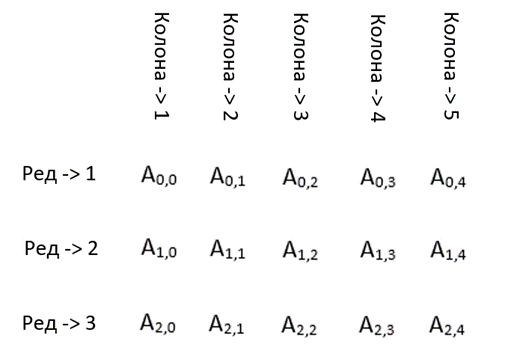 Колона -> 1
Колона -> 2
Колона -> 3
Колона -> 4
Колона -> 5
Ред -> 1 A0,0 A0,1 A0,2 A0,3 A0,4
Ред -> 2 A1,0 A1,1 A1,2 A1,3 A1,4
Ред -> 3 A2,0 A2,1 A2,2 A2,3 A2,4